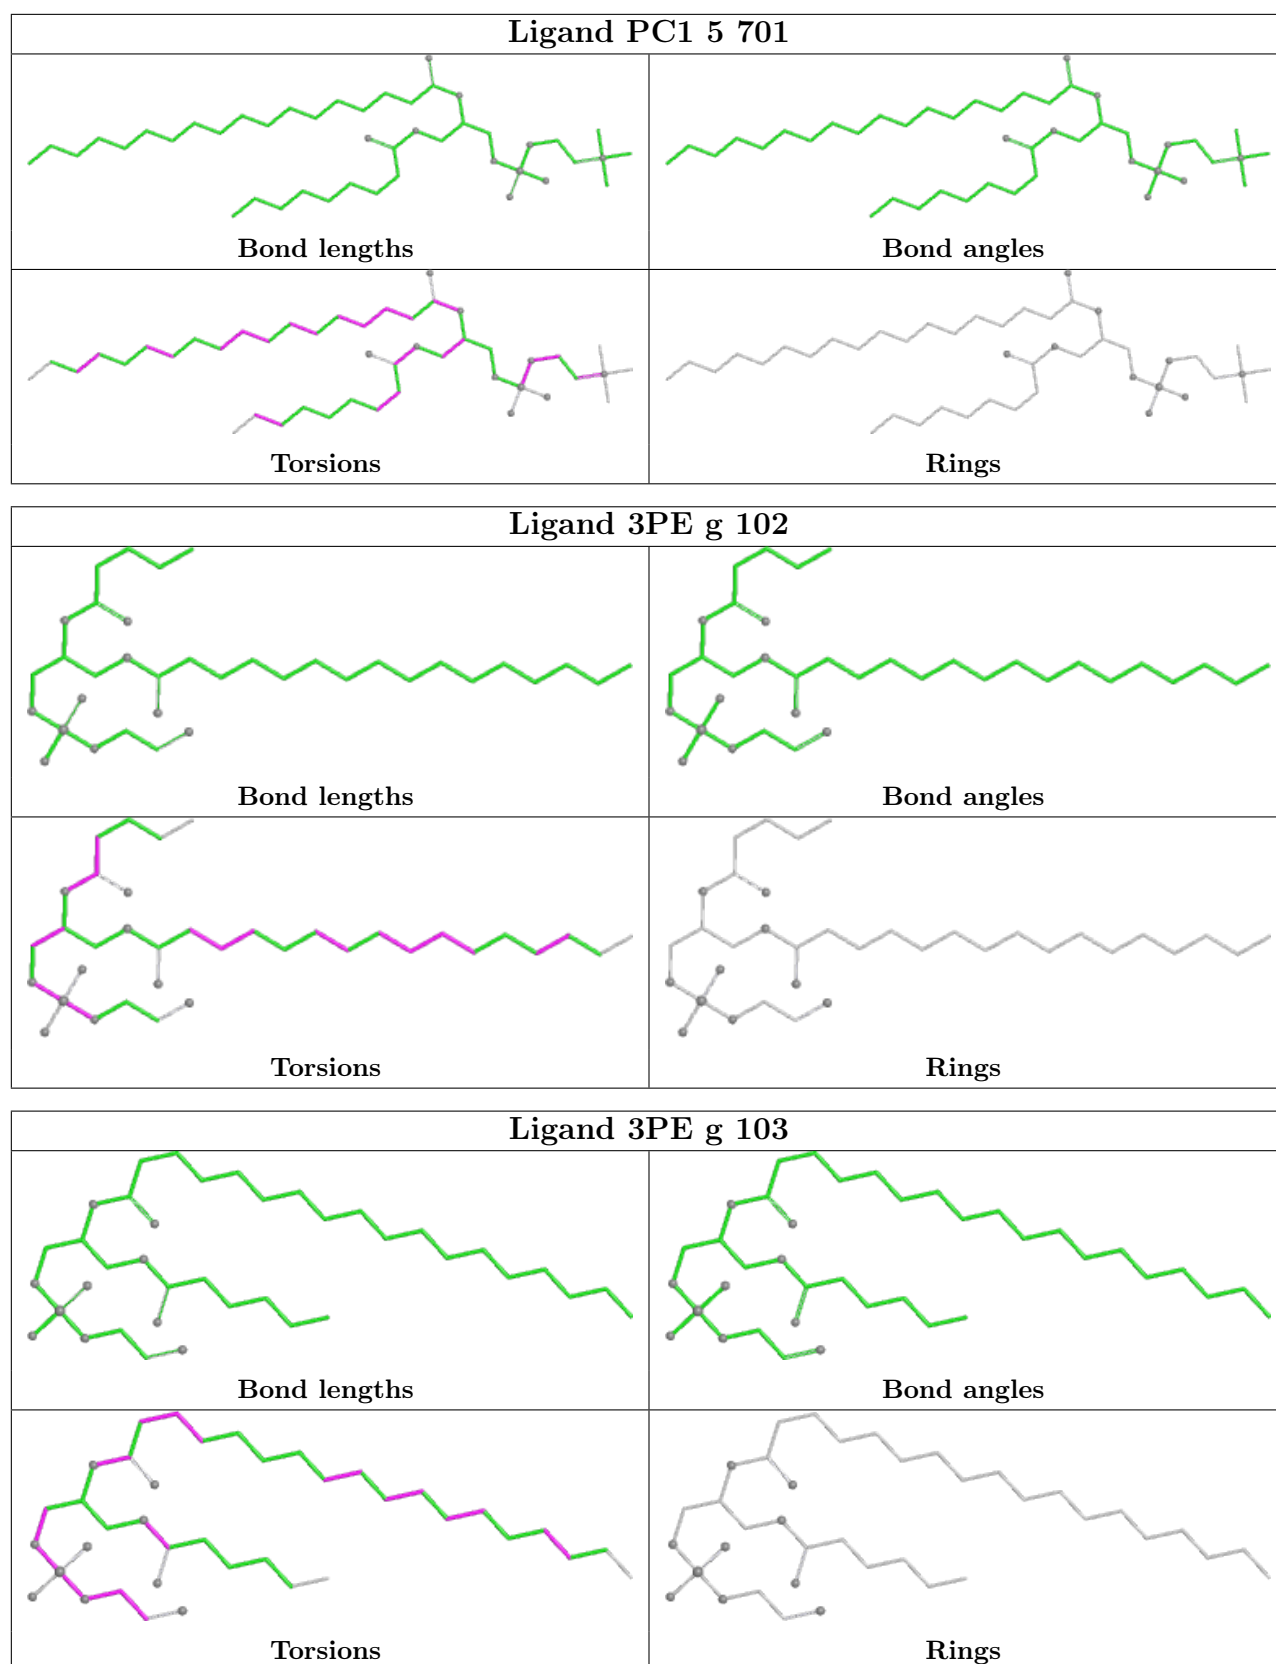 Ligand PC1 5 701
Bond lengths
Bond angles
Torsions
Rings
Ligand 3PE g 102
Bond lengths
Bond angles
Torsions
Rings
Ligand 3PE g 103
Bond lengths
Bond angles
Torsions
Rings